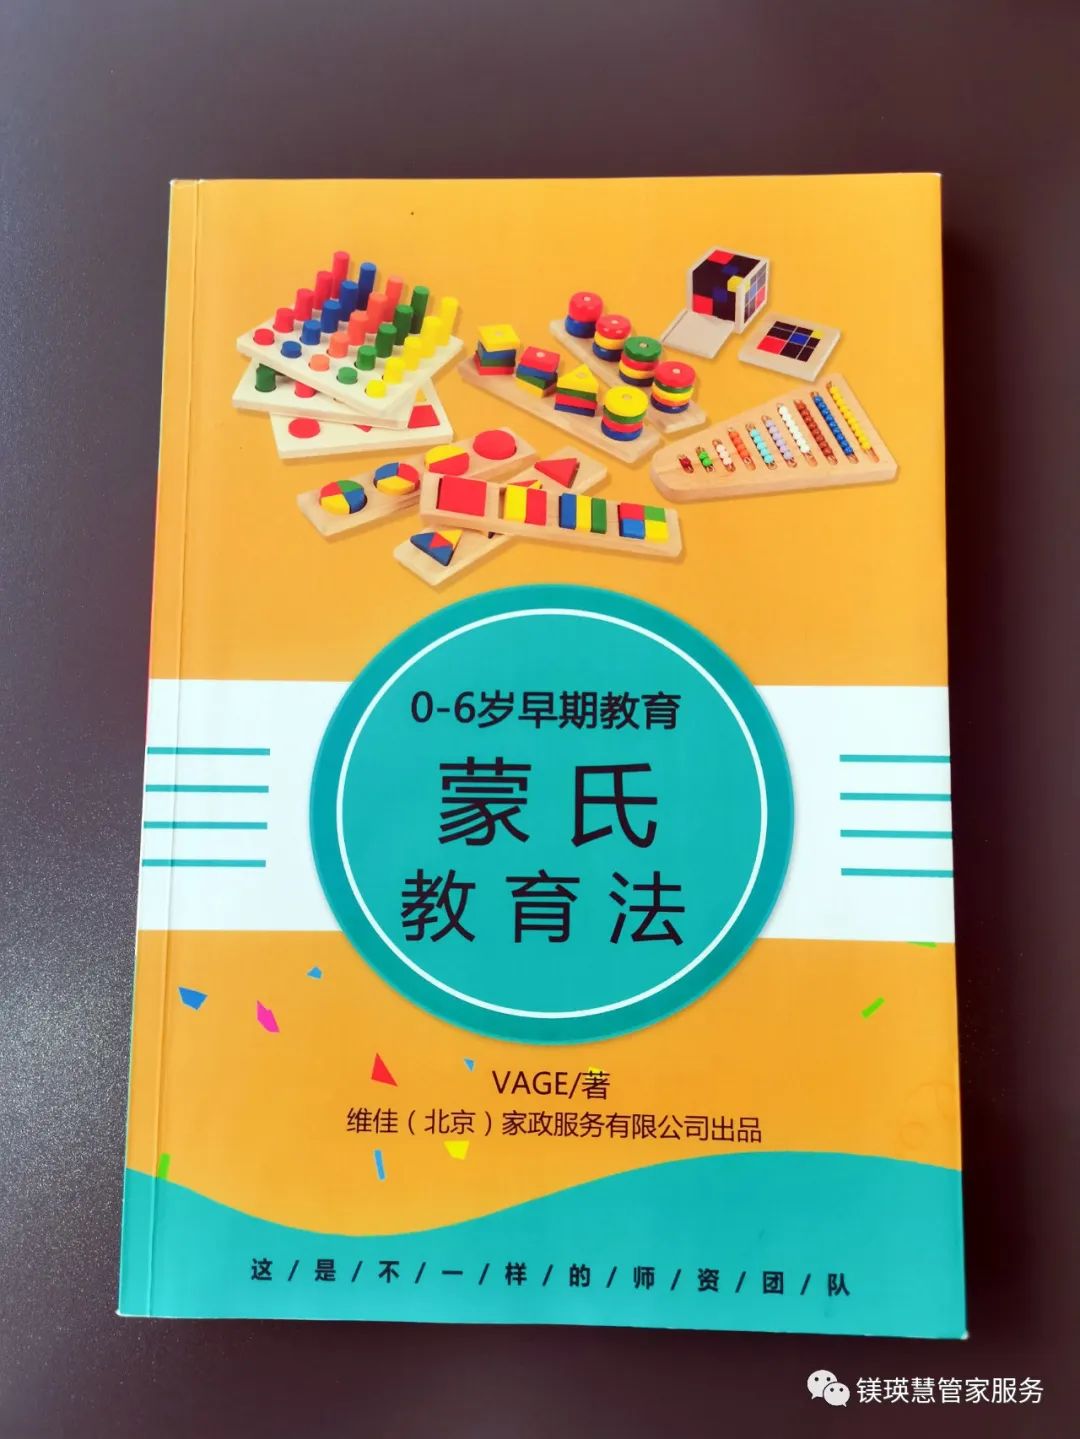 0-6岁早期教育
蒙氏
教育法
VAGE/著
维佳（北京）家政服务有限公司出品
这/是/不/一/样/的/师/资/团/队
镁瑛慧管家服务